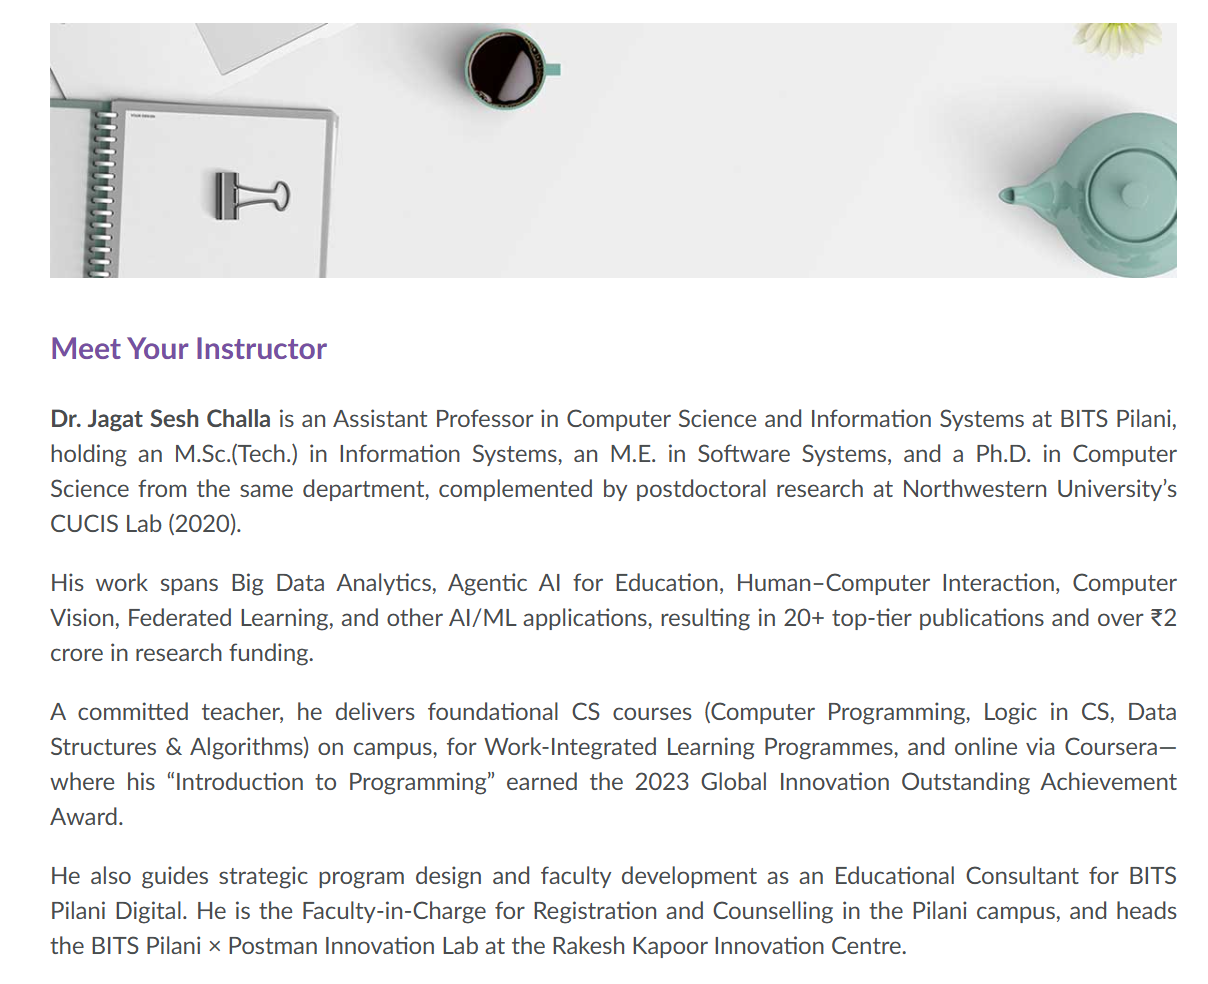 YOUR DESIGN
Meet Your Instructor
Dr. Jagat Sesh Challa is an Assistant Professor in Computer Science and Information Systems at BITS Pilani,
holding an M.Sc.(Tech.) in Information Systems, an M.E. in Software Systems, and a Ph.D. in Computer
Science from the same department, complemented by postdoctoral research at Northwestern University’s
CUCIS Lab (2020).
His work spans Big Data Analytics, Agentic AI for Education, Human–Computer Interaction, Computer
Vision, Federated Learning, and other AI/ML applications, resulting in 20+ top-tier publications and over ₹2
crore in research funding.
A committed teacher, he delivers foundational CS courses (Computer Programming, Logic in CS, Data
Structures & Algorithms) on campus, for Work-Integrated Learning Programmes, and online via Coursera—
where his “Introduction to Programming” earned the 2023 Global Innovation Outstanding Achievement
Award.
He also guides strategic program design and faculty development as an Educational Consultant for BITS
Pilani Digital. He is the Faculty-in-Charge for Registration and Counselling in the Pilani campus, and heads
the BITS Pilani × Postman Innovation Lab at the Rakesh Kapoor Innovation Centre.